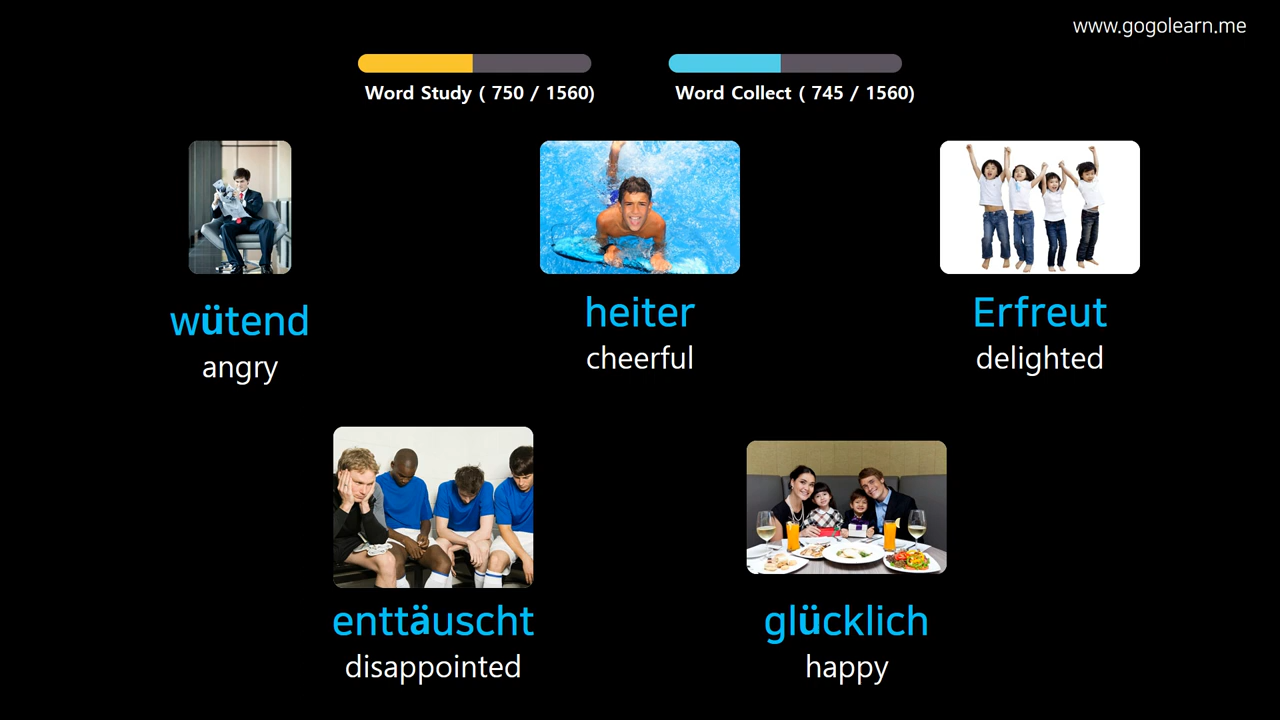 www.gogolearn.me
Word Study ( 750 / 1560)
Word Collect ( 745 / 1560)
wütend
angry
heiter
cheerful
Erfreut
delighted
enttäuscht
disappointed
glücklich
happy